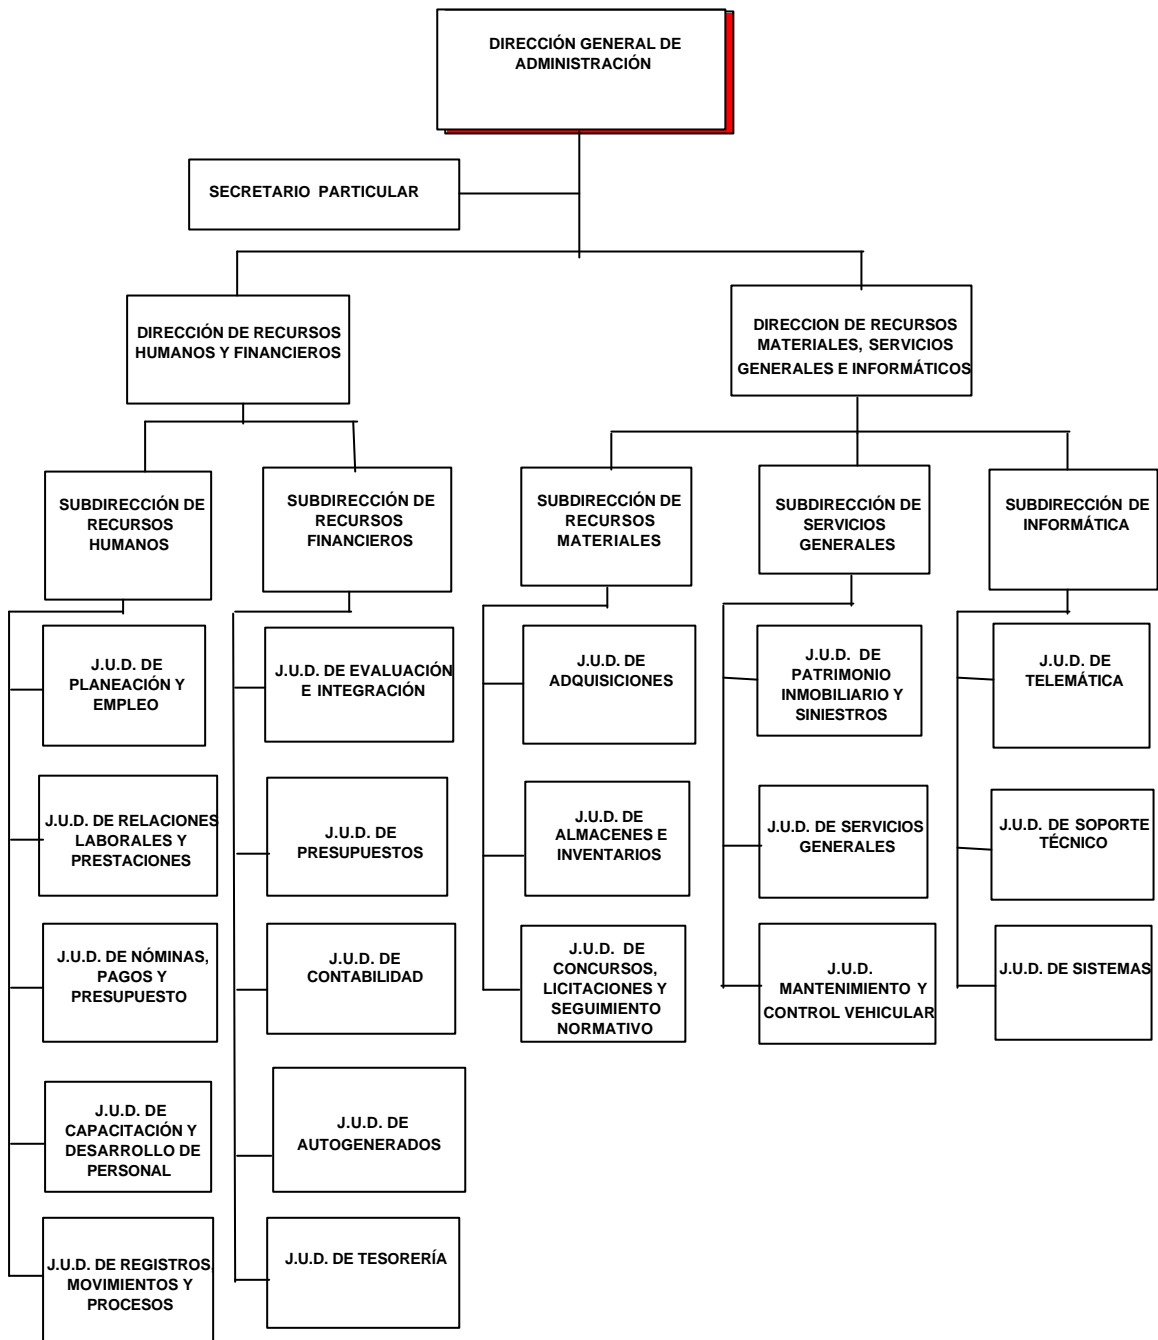 DIRECCIÓN GENERAL DE
ADMINISTRACIÓN
SECRETARIO PARTICULAR
DIRECCIÓN DE RECURSOS
HUMANOS Y FINANCIEROS
DIRECCION DE RECURSOS
MATERIALES, SERVICIOS
GENERALES E INFORMÁTICOS
SUBDIRECCIÓN DE
RECURSOS
HUMANOS
SUBDIRECCIÓN DE
RECURSOS
FINANCIEROS
SUBDIRECCIÓN DE
RECURSOS
MATERIALES
SUBDIRECCIÓN DE
SERVICIOS
GENERALES
SUBDIRECCIÓN DE
INFORMÁTICA
J.U.D. DE
PLANEACIÓN Y
EMPLEO
J.U.D. DE EVALUACIÓN
E INTEGRACIÓN
J.U.D. DE
ADQUISICIONES
J.U.D. DE
PATRIMONIO
INMOBILIARIO Y
SINIESTROS
J.U.D. DE
TELEMÁTICA
J.U.D. DE RELACIONES
LABORALES Y
PRESTACIONES
J.U.D. DE
PRESUPUESTOS
J.U.D. DE
ALMACENES E
INVENTARIOS
J.U.D. DE SERVICIOS
GENERALES
J.U.D. DE SOPORTE
TÉCNICO
J.U.D. DE NÓMINAS,
PAGOS Y
PRESUPUESTO
J.U.D. DE
CONTABILIDAD
J.U.D. DE
CONCURSOS,
LICITACIONES Y
SEGUIMIENTO
NORMATIVO
J.U.D.
MANTENIMIENTO Y
CONTROL VEHICULAR
J.U.D. DE SISTEMAS
J.U.D. DE
CAPACITACIÓN Y
DESARROLLO DE
PERSONAL
J.U.D. DE
AUTOGENERADOS
J.U.D. DE REGISTROS,
MOVIMIENTOS Y
PROCESOS
J.U.D. DE TESORERÍA